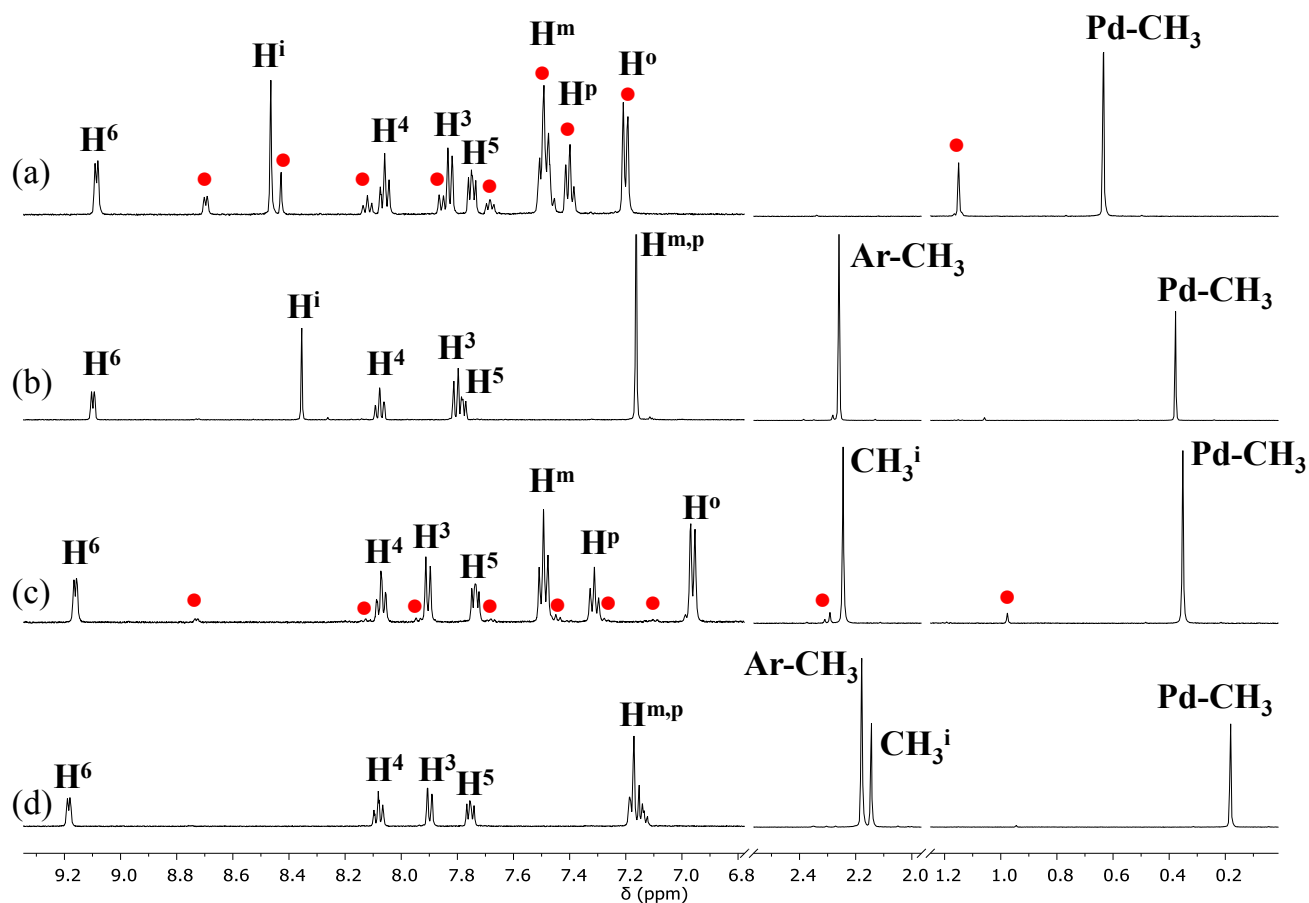 (a) H⁶ Hⁱ H⁴ H³ H⁵ Hᵐ Hᵖ Hᵒ Pd-CH₃
(b) H⁶ Hⁱ H⁴ H³ H⁵ Hᵐ,ᵖ Ar-CH₃ Pd-CH₃
(c) H⁶ H⁴ H³ H⁵ Hᵐ Hᵖ Hᵒ CH₃ⁱ Pd-CH₃
(d) H⁶ H⁴ H³ H⁵ Hᵐ,ᵖ Ar-CH₃ CH₃ⁱ Pd-CH₃
9.2 9.0 8.8 8.6 8.4 8.2 8.0 7.8 7.6 7.4 7.2 7.0 6.8 2.4 2.2 2.0 1.2 1.0 0.8 0.6 0.4 0.2
δ (ppm)